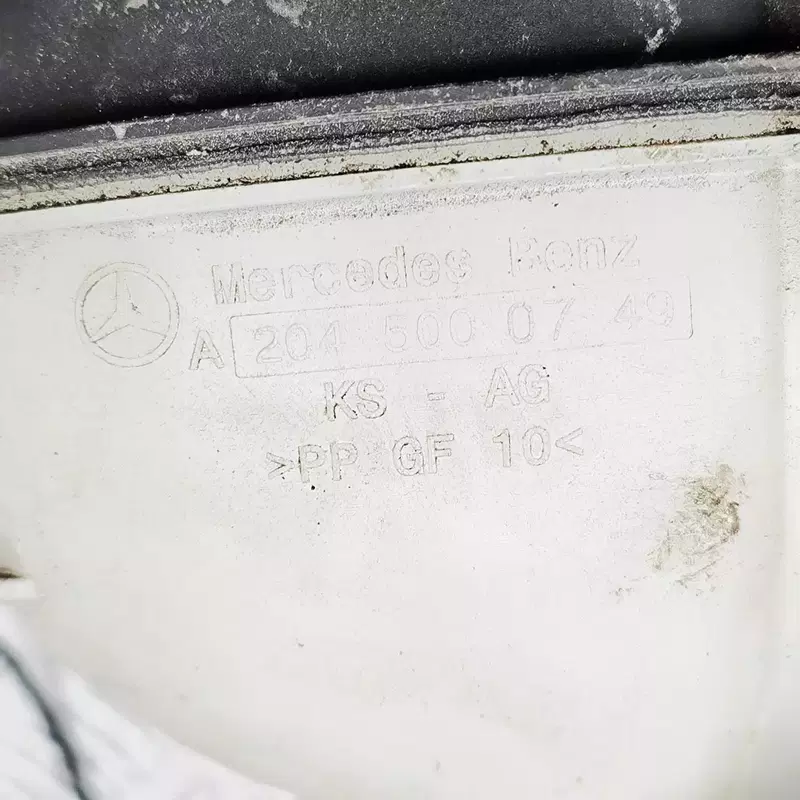 Mercedes Benz
A 204 500 07 49
KS - AG
>PP GF 10<